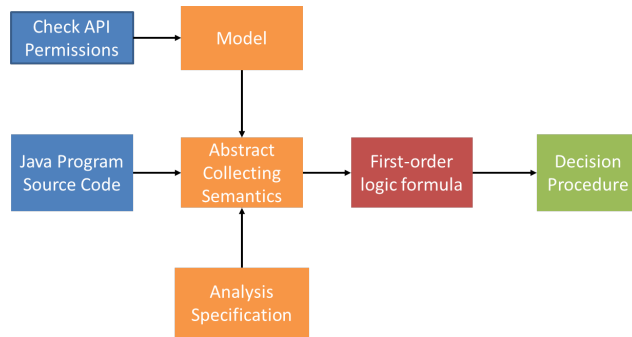 Check API
Permissions
Model
Java Program
Source Code
Abstract
Collecting
Semantics
First-order
logic formula
Decision
Procedure
Analysis
Specification